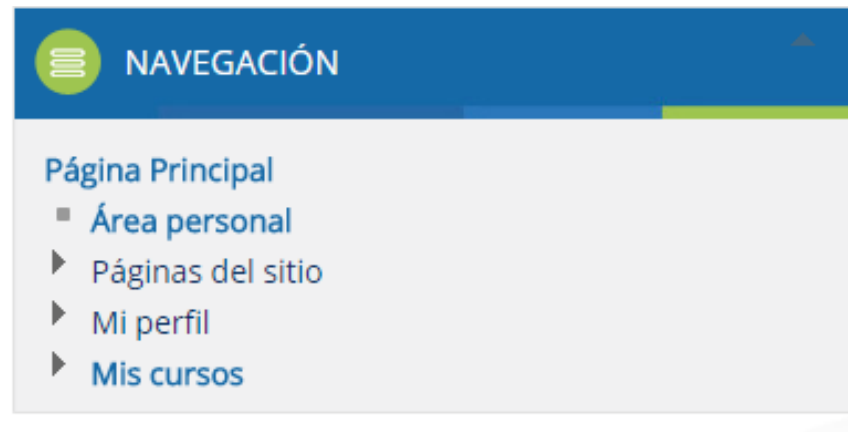 NAVEGACIÓN
Página Principal
Área personal
Páginas del sitio
Mi perfil
Mis cursos